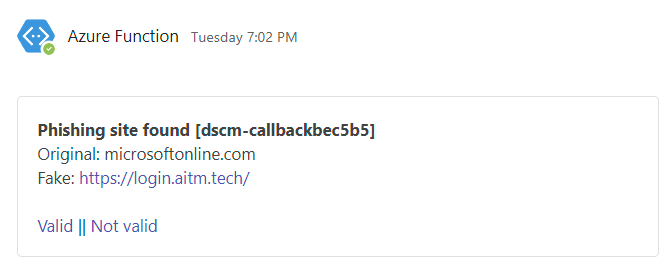 Azure Function Tuesday 7:02 PM
Phishing site found [dscm-callbackbec5b5]
Original: microsoftonline.com
Fake: https://login.aitm.tech/
Valid || Not valid